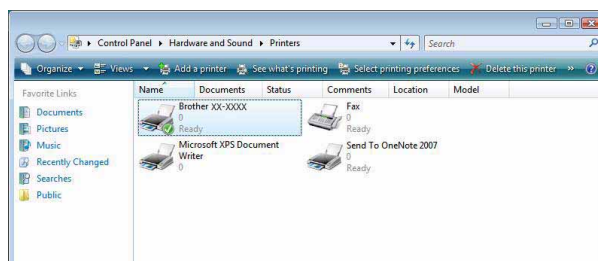 Control Panel Hardware and Sound Printers Search
Organize Views Add a printer See what's printing Select printing preferences Delete this printer »
Favorite Links
Documents
Pictures
Music
Recently Changed
Searches
Public
Name Documents Status Comments Location Model
Brother XX-XXXX
0
Ready
Fax
0
Ready
Microsoft XPS Document
Writer
0
Send To OneNote 2007
0
Ready